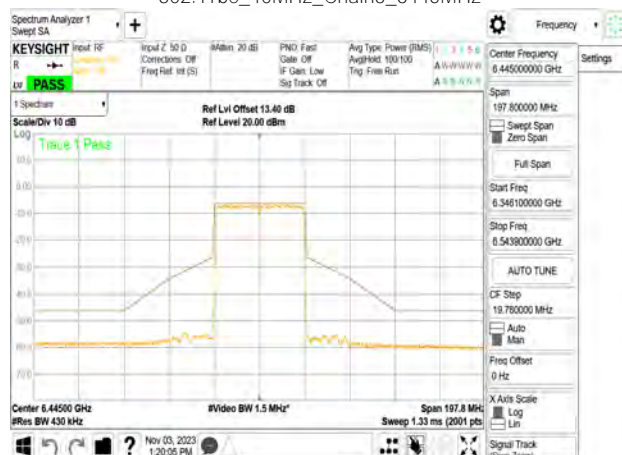 Spectrum Analyzer 1
Swept SA
+
Frequency
KEYSIGHT
Input: RF
Input Z: 50 Ω
Corrections: Off
Freq Ref: Int (S)
#Atten: 20 dB
PNO: Fast
Gate: Off
IF Gain: Low
Sig Track: Off
Avg Type: Power (RMS)
Avg|Hold: 100/100
Trig: Free Run
R
PASS
Center Frequency
6.445000000 GHz
Settings
Span
197.800000 MHz
Swept Span
Zero Span
Full Span
Start Freq
6.346100000 GHz
Stop Freq
6.543900000 GHz
AUTO TUNE
CF Step
19.780000 MHz
Auto
Man
Freq Offset
0 Hz
X Axis Scale
Log
Lin
Signal Track
1 Spectrum
Scale/Div 10 dB
Ref Lvl Offset 13.40 dB
Ref Level 20.00 dBm
Log
Trace 1 Pass
Center 6.44500 GHz
#Res BW 430 kHz
#Video BW 1.5 MHz*
Span 197.8 MHz
Sweep 1.33 ms (2001 pts
?
Nov 03, 2023
1:20:05 PM